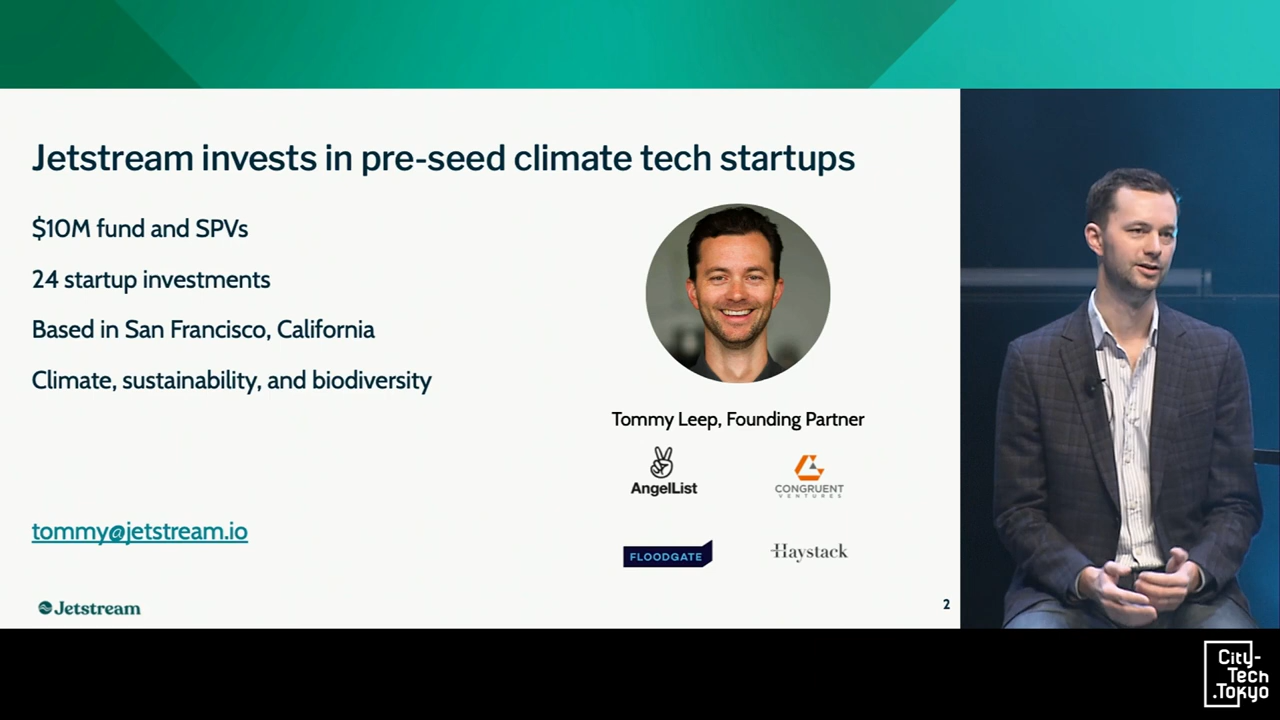 Jetstream invests in pre-seed climate tech startups
$10M fund and SPVs
24 startup investments
Based in San Francisco, California
Climate, sustainability, and biodiversity
tommy@jetstream.io
Tommy Leep, Founding Partner
AngelList
CONGRUENT
VENTURES
FLOODGATE
Haystack
Jetstream
2
City-
Tech
.Tokyo